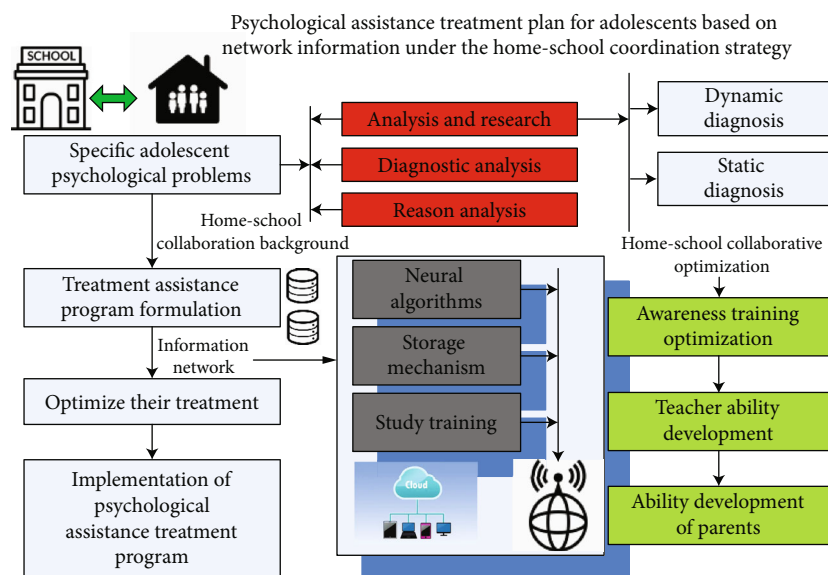 Psychological assistance treatment plan for adolescents based on
network information under the home-school coordination strategy
SCHOOL
Specific adolescent
psychological problems
Analysis and research
Diagnostic analysis
Reason analysis
Dynamic
diagnosis
Static
diagnosis
Home-school
collaboration background
Treatment assistance
program formulation
Information
network
Optimize their treatment
Implementation of
psychological
assistance treatment
program
Neural
algorithms
Storage
mechanism
Study training
Cloud
Home-school collaborative
optimization
Awareness training
optimization
Teacher ability
development
Ability development
of parents